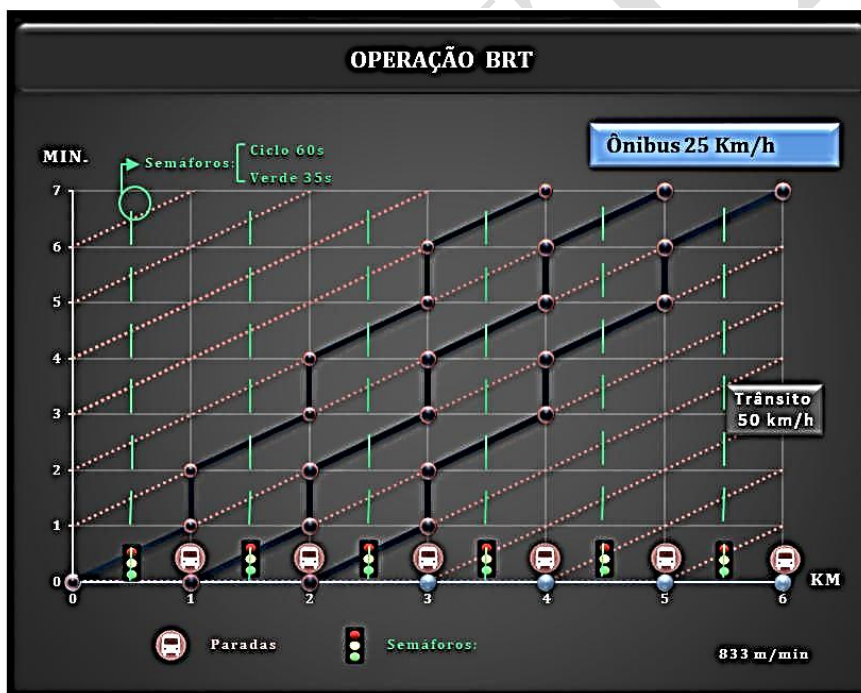 OPERAÇÃO BRT
Ônibus 25 Km/h
MIN.
Semáforos:
Ciclo 60s
Verde 35s
7
6
5
4
3
2
1
0
Trânsito
50 km/h
0 1 2 3 4 5 6
KM
Paradas
Semáforos:
833 m/min